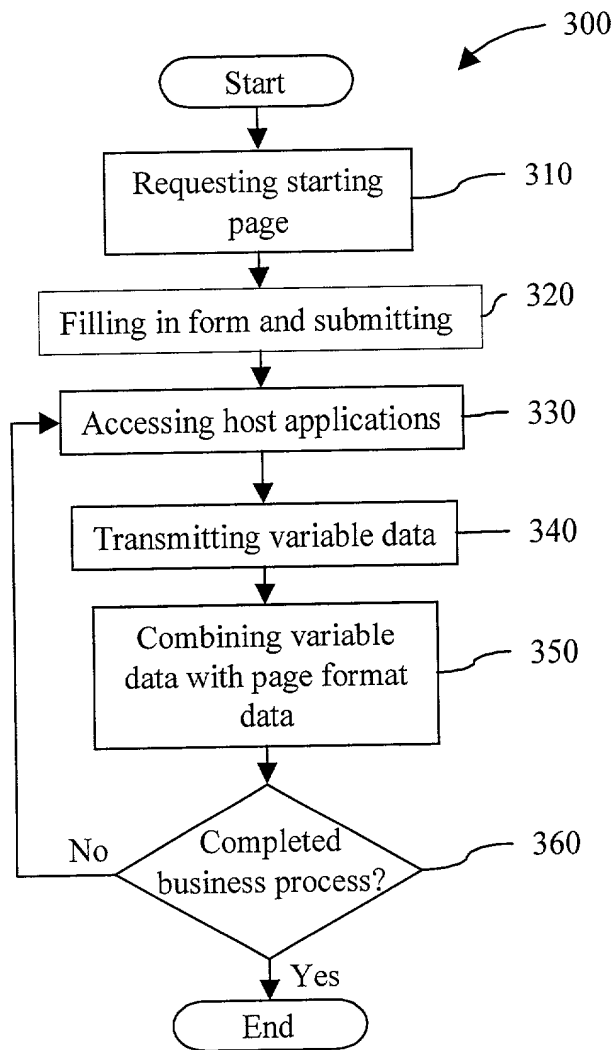 300
Start
Requesting starting
page
310
Filling in form and submitting
320
Accessing host applications
330
Transmitting variable data
340
Combining variable
data with page format
data
350
Completed
business process?
360
No
Yes
End